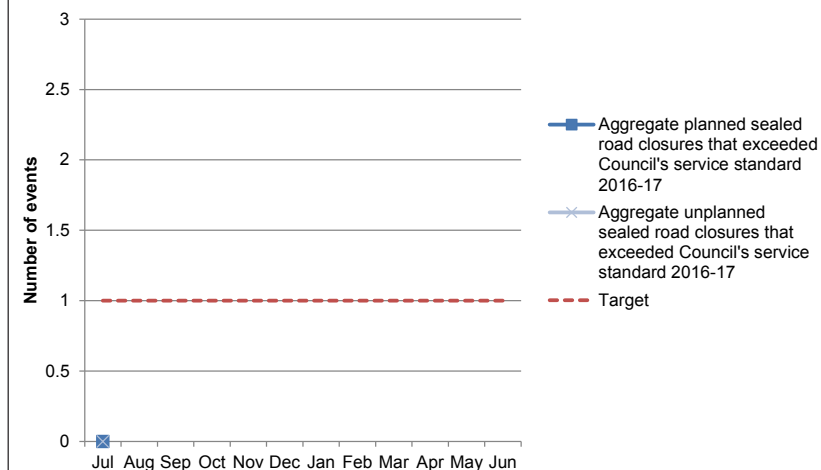 3
2.5
2
1.5
1
0.5
0
Number of events
Jul Aug Sep Oct Nov Dec Jan Feb Mar Apr May Jun
Aggregate planned sealed
road closures that exceeded
Council's service standard
2016-17
Aggregate unplanned
sealed road closures that
exceeded Council's service
standard 2016-17
Target